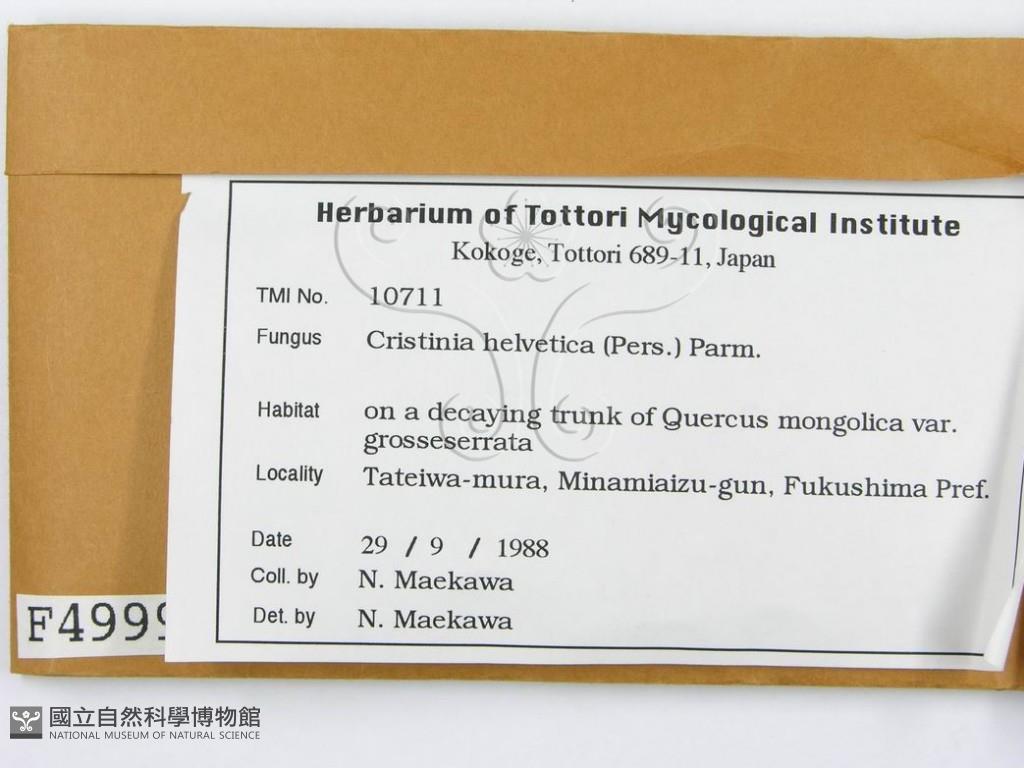 Herbarium of Tottori Mycological Institute
Kokoge, Tottori 689-11, Japan
TMI No. 10711
Fungus Cristinia helvetica (Pers.) Parm.
Habitat on a decaying trunk of Quercus mongolica var.
grosseserrata
Locality Tateiwa-mura, Minamiaizu-gun, Fukushima Pref.
Date 29 / 9 / 1988
Coll. by N. Maekawa
Det. by N. Maekawa
F499
國立自然科學博物館
NATIONAL MUSEUM OF NATURAL SCIENCE